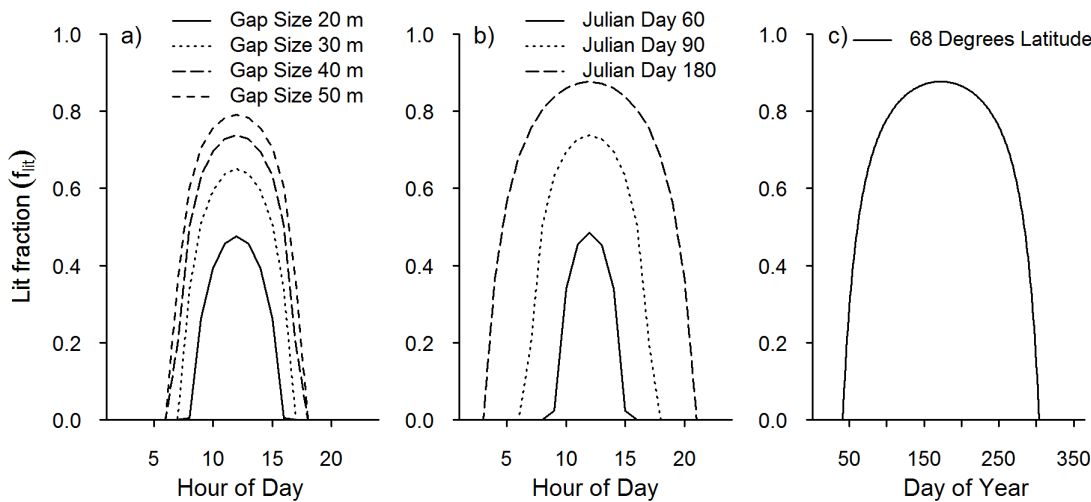 a)
Gap Size 20 m
Gap Size 30 m
Gap Size 40 m
Gap Size 50 m
Lit fraction (f_lit)
1.0
0.8
0.6
0.4
0.2
0.0
5 10 15 20
Hour of Day
b)
Julian Day 60
Julian Day 90
Julian Day 180
1.0
0.8
0.6
0.4
0.2
0.0
5 10 15 20
Hour of Day
c)
68 Degrees Latitude
1.0
0.8
0.6
0.4
0.2
0.0
50 150 250 350
Day of Year